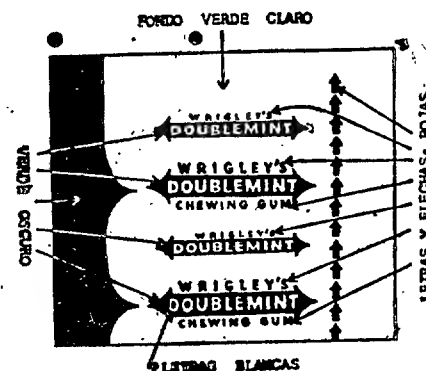 FONDO VERDE CLARO
WRIGLEY'S
DOUBLEMINT
WRIGLEY'S
DOUBLEMINT
CHEWING GUM
WRIGLEY'S
DOUBLEMINT
WRIGLEY'S
DOUBLEMINT
CHEWING GUM
VERDE OSCURO
LETRAS Y FLECHAS ROJAS
LETRAS BLANCAS